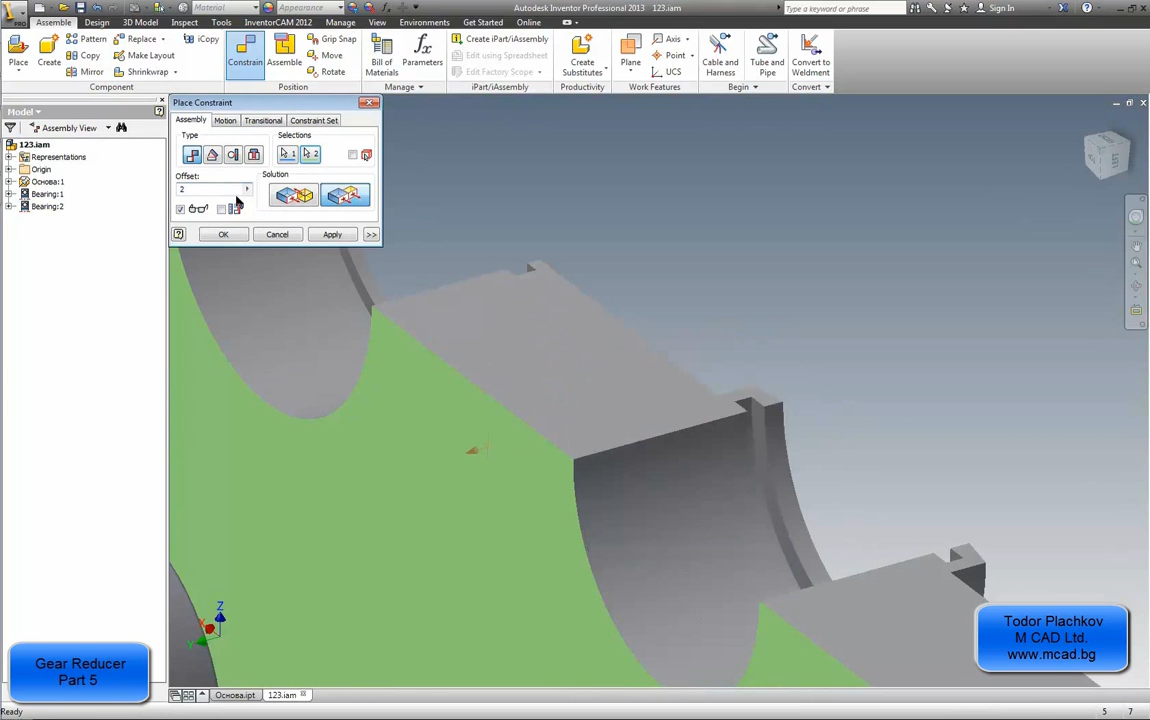 Autodesk Inventor Professional 2013 123.iam
Type a keyword or phrase
Sign In
Material
Appearance
Assemble Design 3D Model Inspect Tools InventorCAM 2012 Manage View Environments Get Started Online
Place
Create
Pattern
Copy
Mirror
Replace
Make Layout
Shrinkwrap
iCopy
Constrain
Assemble
Grip Snap
Move
Rotate
Bill of
Materials
Parameters
Create iPart/iAssembly
Edit using Spreadsheet
Edit Factory Scope
Create
Substitutes
Plane
Axis
Point
UCS
Cable and
Harness
Tube and
Pipe
Convert to
Weldment
Component
Position
Manage
iPart/iAssembly
Productivity
Work Features
Begin
Convert
Model
Assembly View
123.iam
Representations
Origin
Основа:1
Bearing:1
Bearing:2
Place Constraint
Assembly Motion Transitional Constraint Set
Type
Selections
1
2
Offset:
2
Solution
OK
Cancel
Apply
>>
Z
X
Y
Gear Reducer
Part 5
Todor Plachkov
M CAD Ltd.
www.mcad.bg
Основа.ipt
123.iam
Ready
5 7